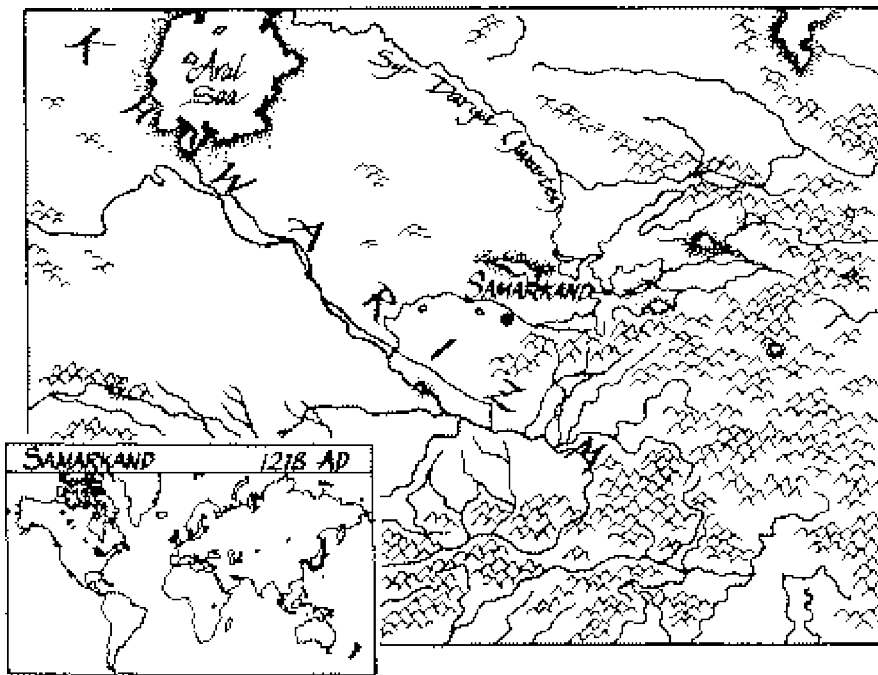 Aral
Sea
Syr Darya
KHWARIZM
SAMARKAND
SAMARKAND 1218 AD